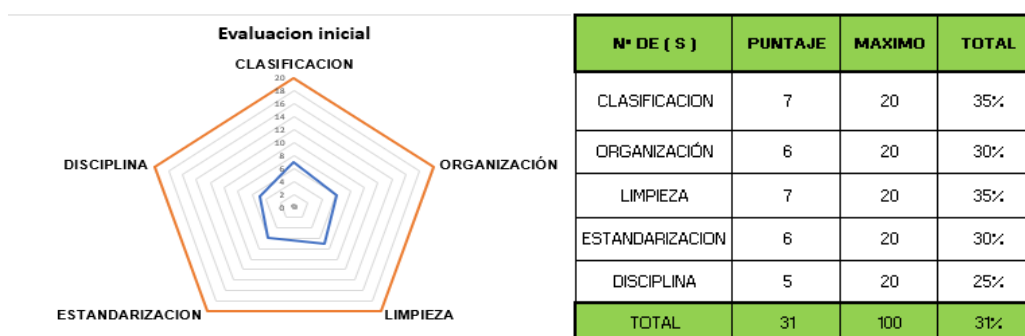 Evaluacion inicial
CLASIFICACION
20
18
16
14
12
10
8
6
4
2
0
DISCIPLINA
ORGANIZACIÓN
ESTANDARIZACION
LIMPIEZA
Nº DE ( S ) PUNTAJE MAXIMO TOTAL
CLASIFICACION 7 20 35%
ORGANIZACIÓN 6 20 30%
LIMPIEZA 7 20 35%
ESTANDARIZACION 6 20 30%
DISCIPLINA 5 20 25%
TOTAL 31 100 31%